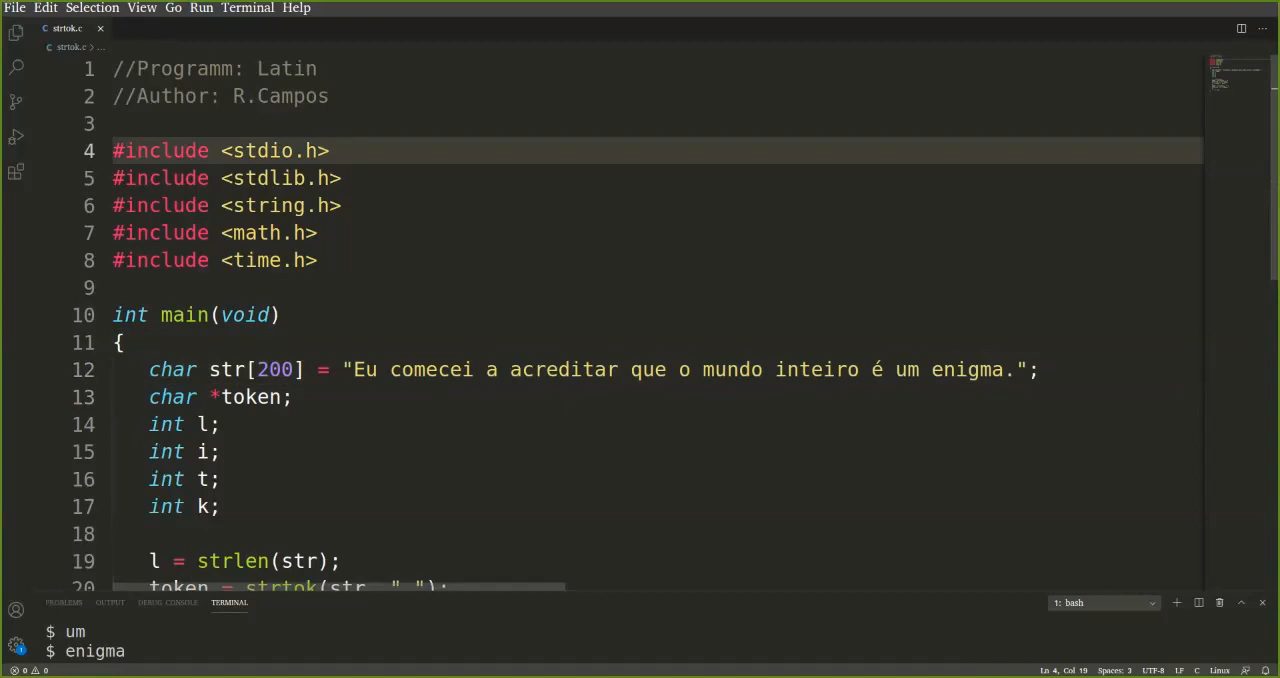 File Edit Selection View Go Run Terminal Help
strtok.c
strtok.c > ...
1 //Programm: Latin
2 //Author: R.Campos
3
4 #include <stdio.h>
5 #include <stdlib.h>
6 #include <string.h>
7 #include <math.h>
8 #include <time.h>
9
10 int main(void)
11 {
12 char str[200] = "Eu comecei a acreditar que o mundo inteiro é um enigma.";
13 char *token;
14 int l;
15 int i;
16 int t;
17 int k;
18
19 l = strlen(str);
20 token = strtok(str, " ");
PROBLEMS OUTPUT DEBUG CONSOLE TERMINAL 1: bash
$ um
$ enigma
0 0 Ln 4, Col 19 Spaces: 3 UTF-8 LF C Linux